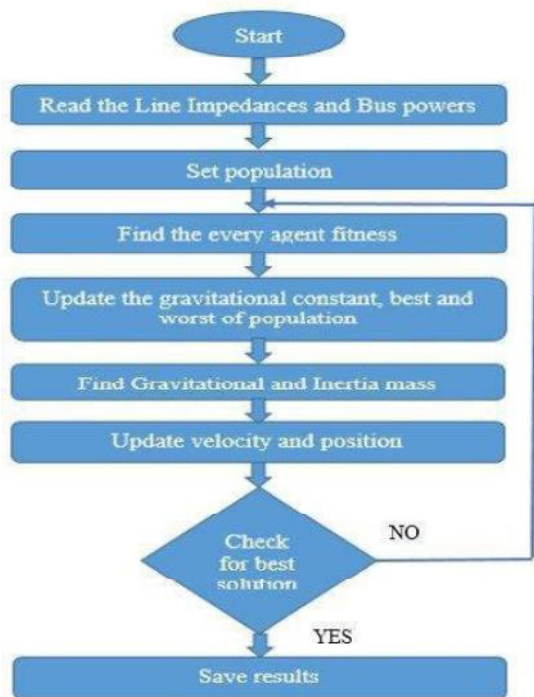 Start
Read the Line Impedances and Bus powers
Set population
Find the every agent fitness
Update the gravitational constant, best and
worst of population
Find Gravitational and Inertia mass
Update velocity and position
Check
for best
solution
NO
YES
Save results